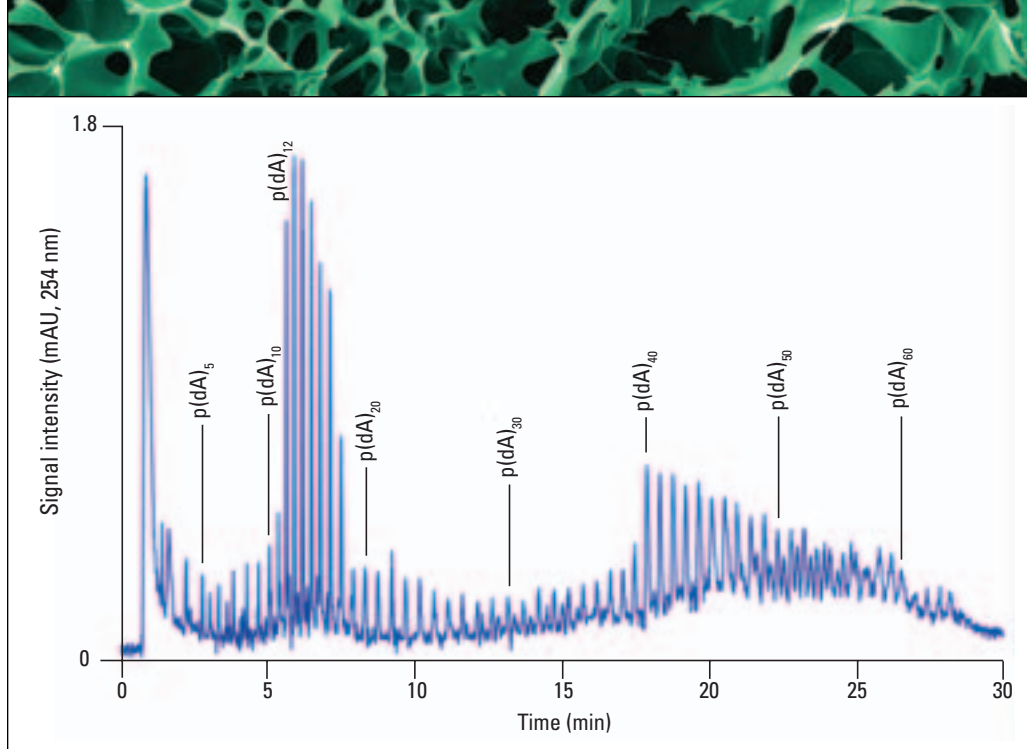 1.8
Signal intensity (mAU, 254 nm)
p(dA)₅
p(dA)₁₀
p(dA)₁₂
p(dA)₂₀
p(dA)₃₀
p(dA)₄₀
p(dA)₅₀
p(dA)₆₀
0
0 5 10 15 20 25 30
Time (min)